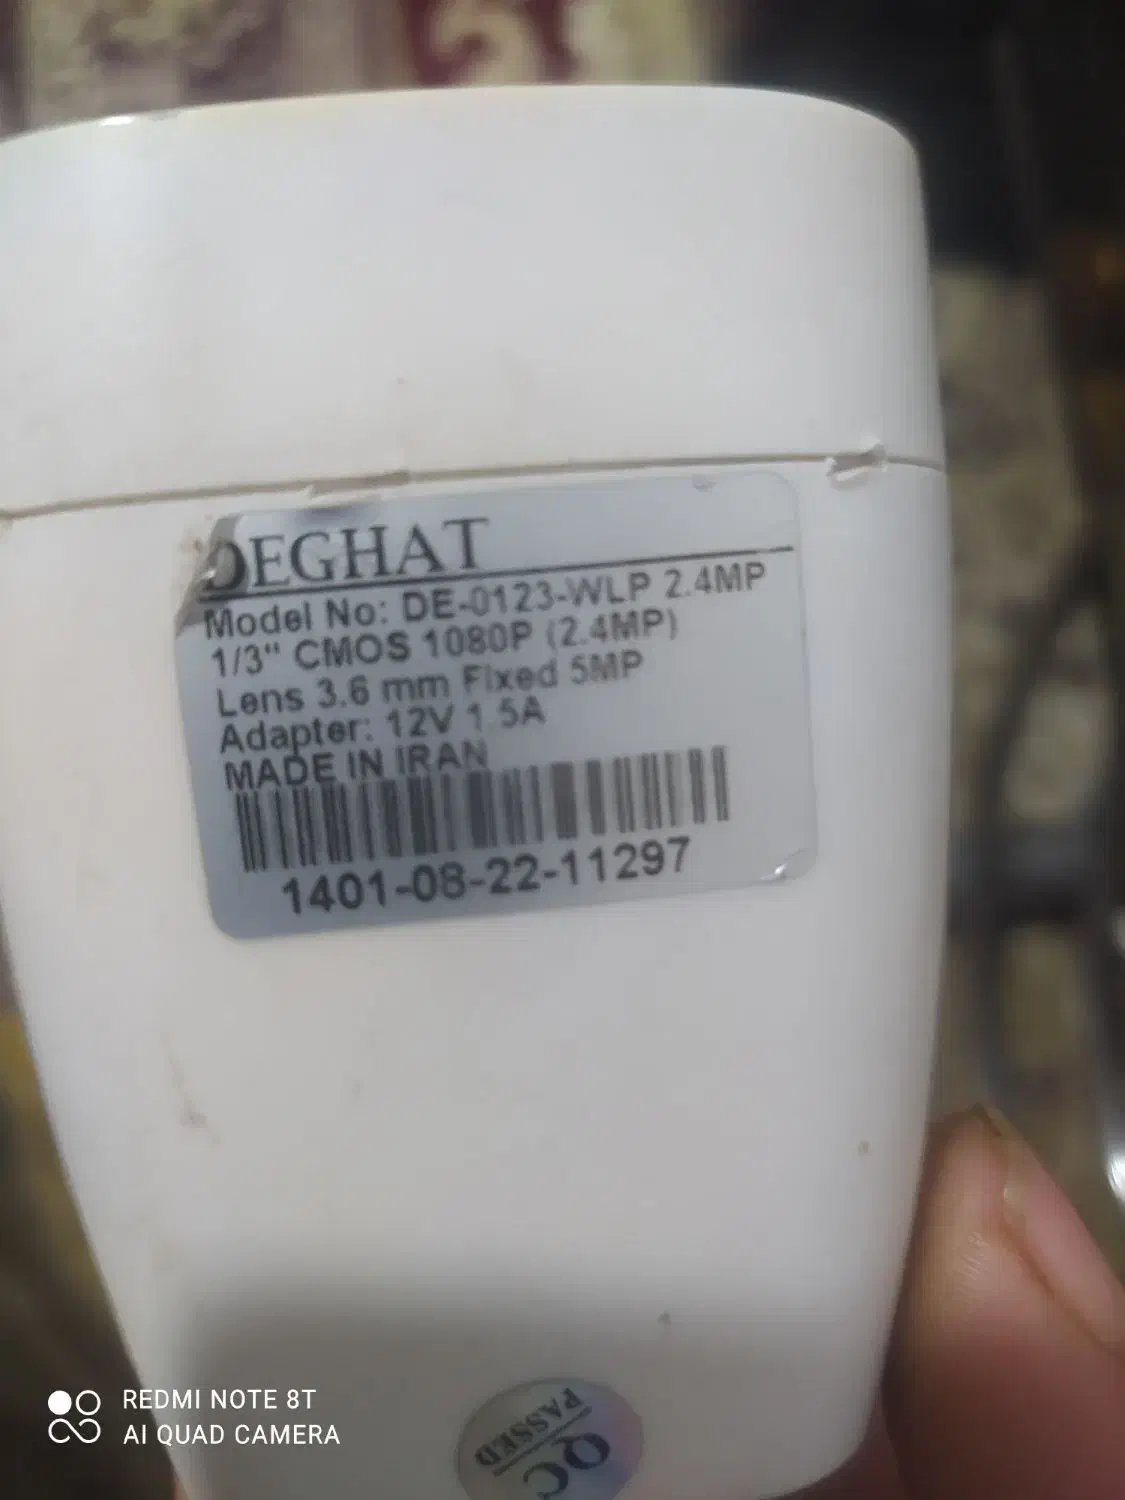 DEGHAT
Model No: DE-0123-WLP 2.4MP
1/3" CMOS 1080P (2.4MP)
Lens 3.6 mm Fixed 5MP
Adapter: 12V 1.5A
MADE IN IRAN
1401-08-22-11297
QC
PASSED
REDMI NOTE 8T
AI QUAD CAMERA